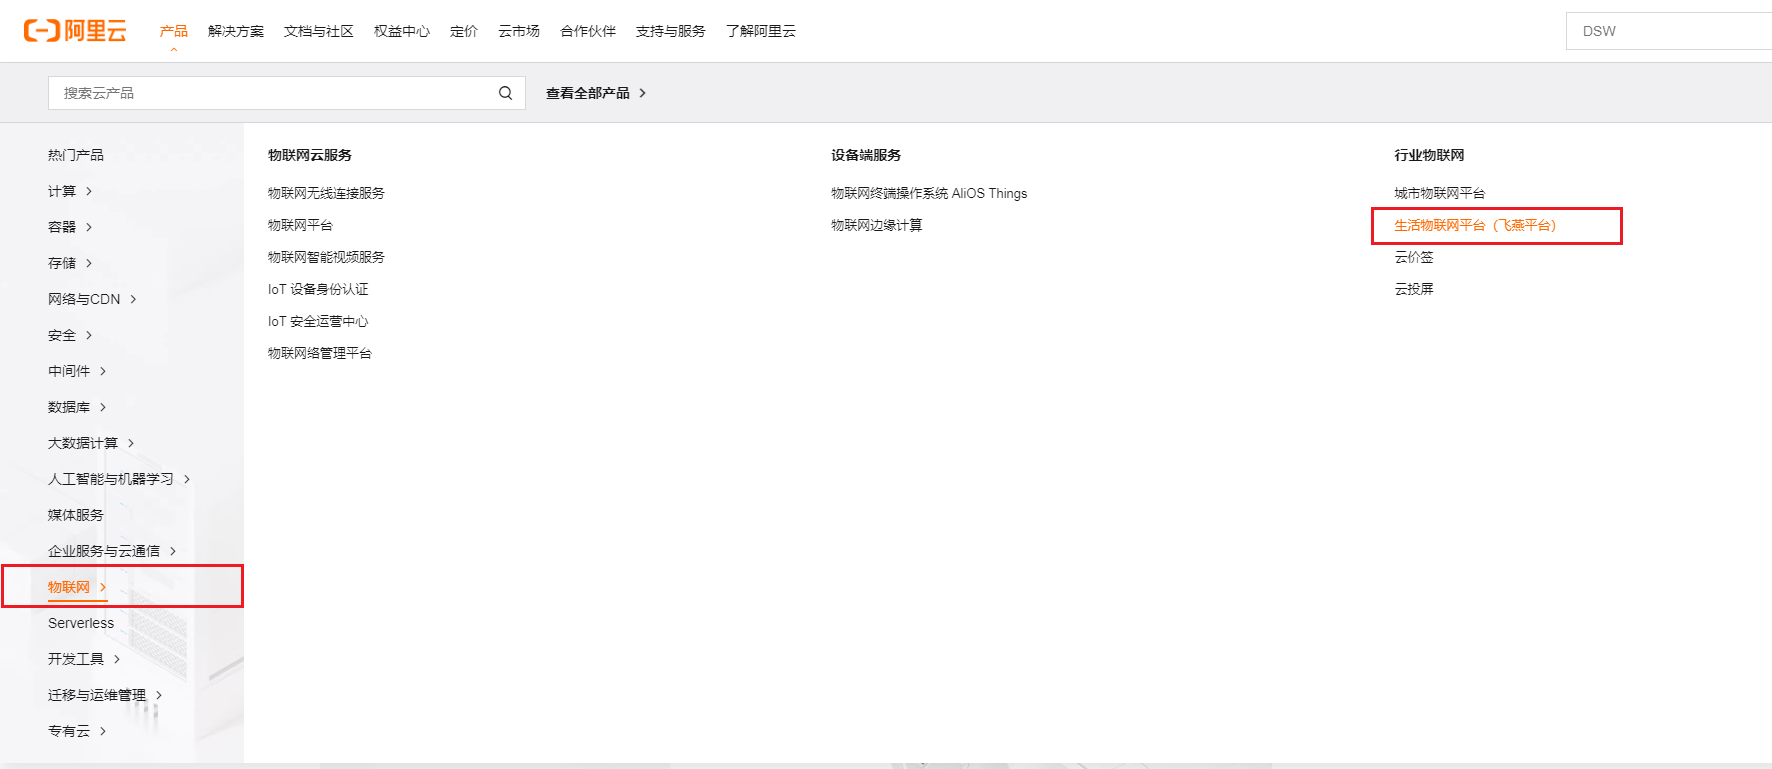 阿里云
产品 解决方案 文档与社区 权益中心 定价 云市场 合作伙伴 支持与服务 了解阿里云
DSW
搜索云产品
查看全部产品
热门产品
计算
容器
存储
网络与CDN
安全
中间件
数据库
大数据计算
人工智能与机器学习
媒体服务
企业服务与云通信
物联网
Serverless
开发工具
迁移与运维管理
专有云
物联网云服务
物联网无线连接服务
物联网平台
物联网智能视频服务
IoT 设备身份认证
IoT 安全运营中心
物联网络管理平台
设备端服务
物联网终端操作系统 AliOS Things
物联网边缘计算
行业物联网
城市物联网平台
生活物联网平台（飞燕平台）
云价签
云投屏